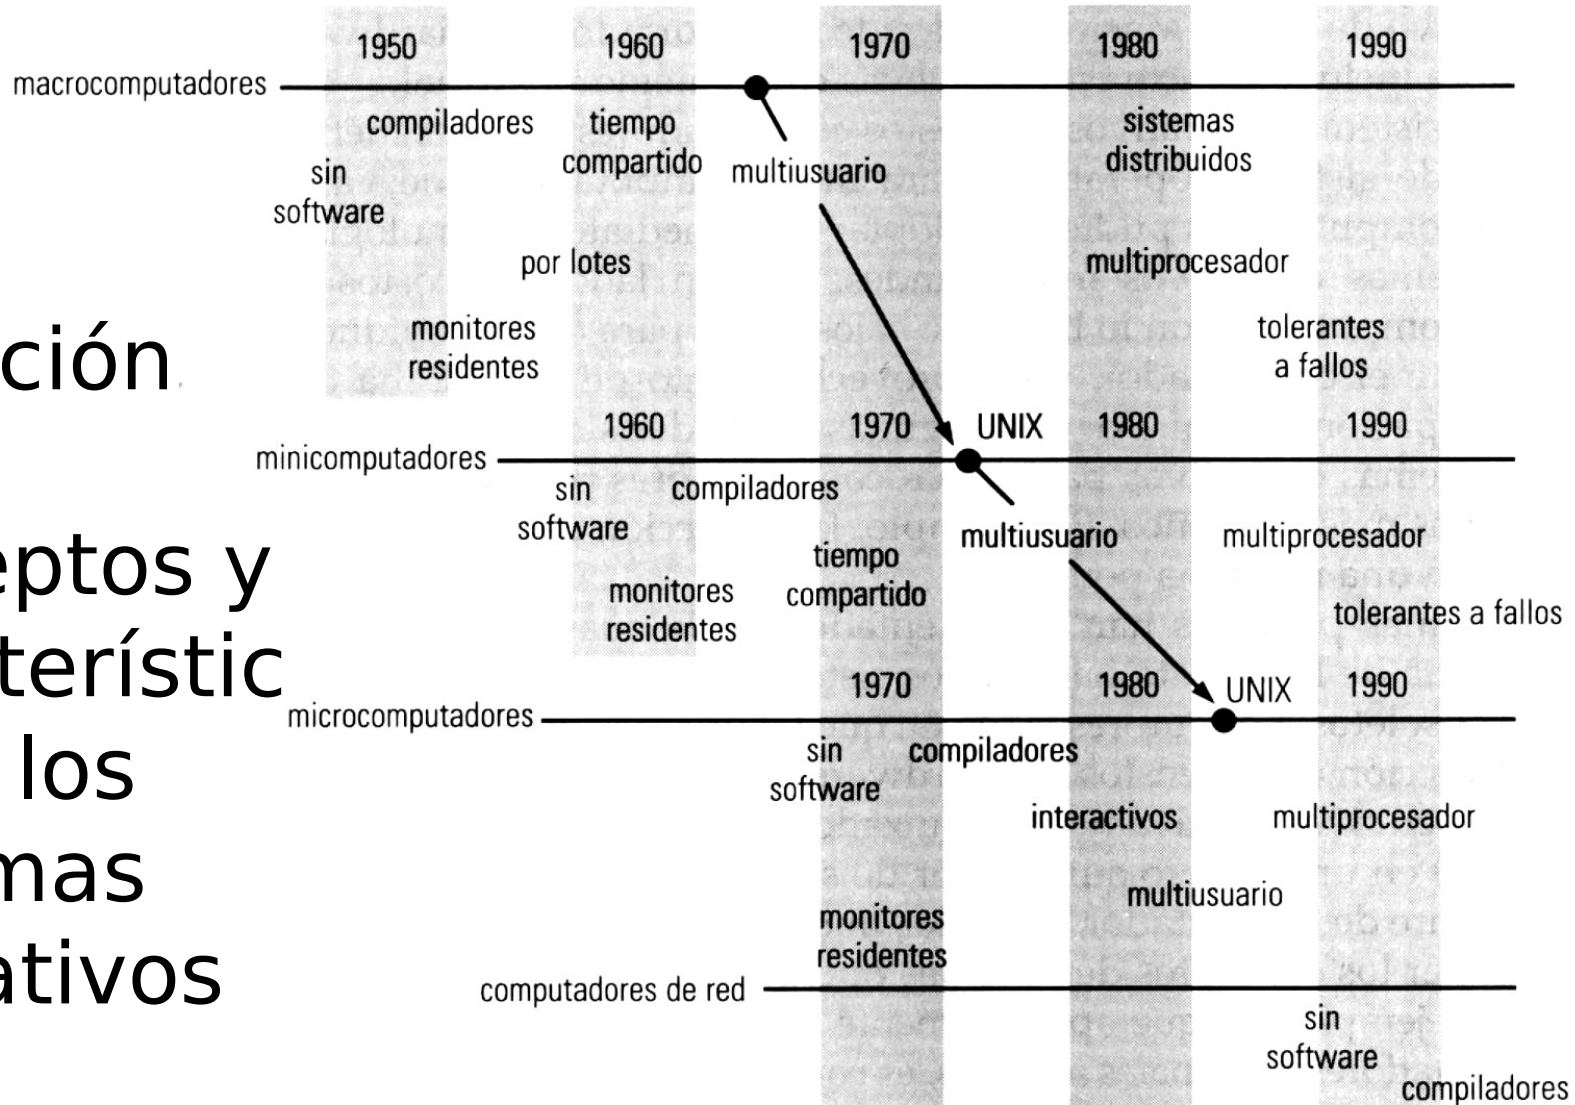 ción
eptos y
terístic
los
mas
ativos
1950 1960 1970 1980 1990
macrocomputadores
compiladores
tiempo
compartido
multiusuario
sistemas
distribuidos
sin
software
por lotes
multiprocesador
monitores
residentes
tolerantes
a fallos
1960 1970 UNIX 1980 1990
minicomputadores
sin
software
compiladores
multiusuario
multiprocesador
tiempo
compartido
monitores
residentes
tolerantes a fallos
1970 1980 UNIX 1990
microcomputadores
sin
software
compiladores
interactivos
multiprocesador
multiusuario
monitores
residentes
computadores de red
sin
software
compiladores